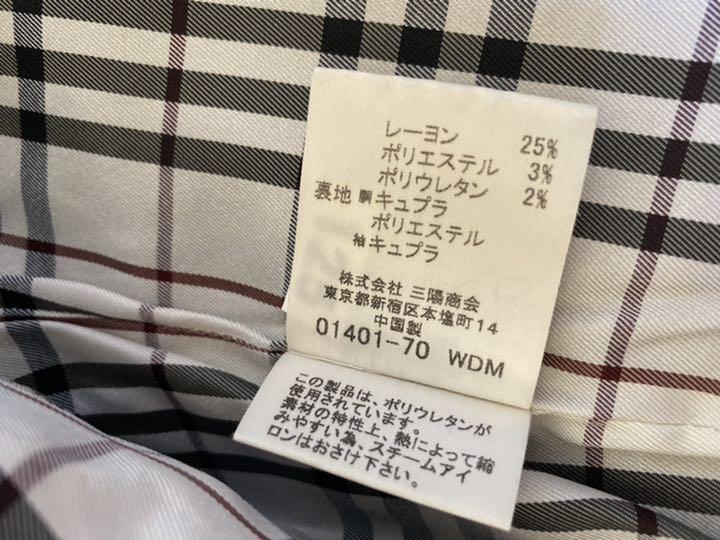 レーヨン 25%
ポリエステル 3%
ポリウレタン 2%
裏地 胴 キュプラ
ポリエステル
袖 キュプラ
株式会社 三陽商会
東京都新宿区本塩町14
中国製
01401-70 WDM
この製品は、ポリウレタンが
使用されています。
素材の特性上、熱によって縮
みやすい為、スチームアイ
ロンはおさけ下さい。